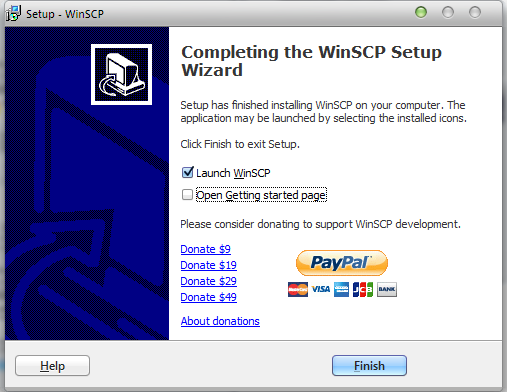 Setup - WinSCP
Completing the WinSCP Setup
Wizard
Setup has finished installing WinSCP on your computer. The
application may be launched by selecting the installed icons.
Click Finish to exit Setup.
Launch WinSCP
Open Getting started page
Please consider donating to support WinSCP development.
Donate $9
Donate $19
Donate $29
Donate $49
PayPal
MasterCard VISA AMEX JCB BANK
About donations
Help
Finish